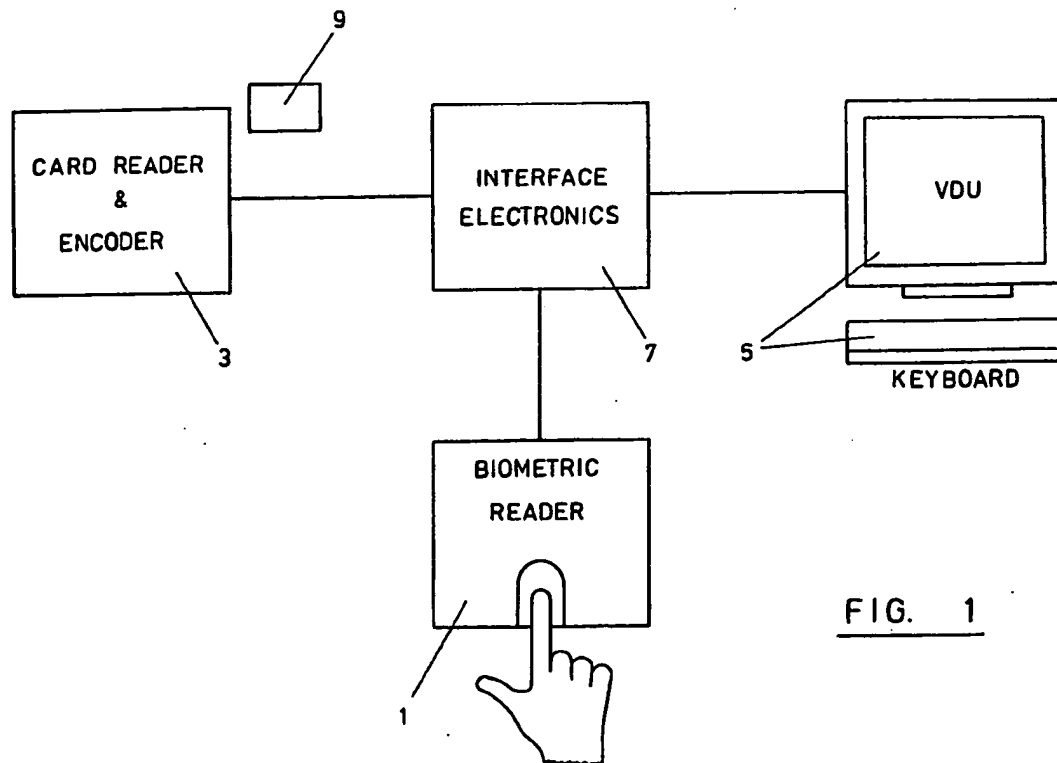 9
CARD READER
&
ENCODER
3
INTERFACE
ELECTRONICS
7
VDU
5
KEYBOARD
BIOMETRIC
READER
1
FIG. 1